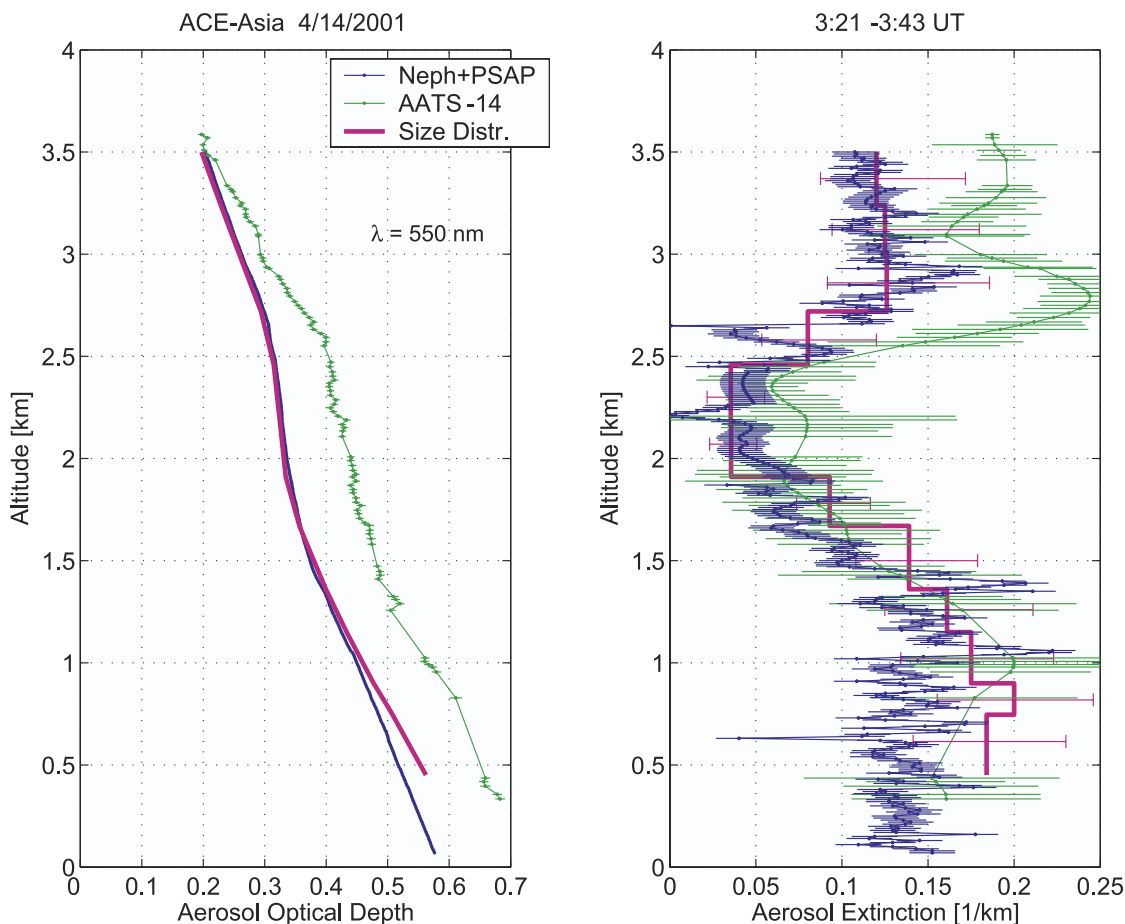 ACE-Asia 4/14/2001
4
3.5
3
2.5
2
1.5
1
0.5
0
Altitude [km]
0 0.1 0.2 0.3 0.4 0.5 0.6 0.7
Aerosol Optical Depth
Neph+PSAP
AATS-14
Size Distr.
λ = 550 nm
3:21 -3:43 UT
4
3.5
3
2.5
2
1.5
1
0.5
0
Altitude [km]
0 0.05 0.1 0.15 0.2 0.25
Aerosol Extinction [1/km]